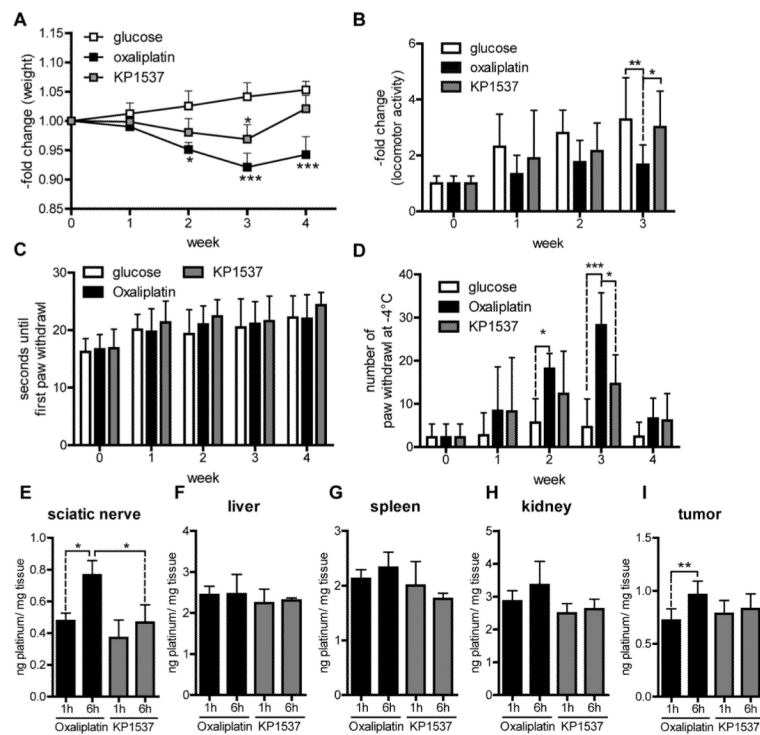 A
glucose
oxaliplatin
KP1537
-fold change (weight)
1.15
1.10
1.05
1.00
0.95
0.90
0.85
*
*
***
***
0 1 2 3 4
week
B
glucose
oxaliplatin
KP1537
-fold change
(locomotor activity)
6
4
2
0
** *
0 1 2 3
week
C
glucose KP1537
Oxaliplatin
seconds until
first paw withdrawl
30
20
10
0
0 1 2 3 4
week
D
glucose
Oxaliplatin
KP1537
number of
paw withdrawl at -4°C
40
30
20
10
0
***
*
*
0 1 2 3 4
week
E
sciatic nerve
ng platinum/ mg tissue
1.0
0.8
0.6
0.4
0.2
0.0
* *
1h 6h 1h 6h
Oxaliplatin KP1537
F
liver
ng platinum/ mg tissue
4
3
2
1
0
1h 6h 1h 6h
Oxaliplatin KP1537
G
spleen
ng platinum/ mg tissue
3
2
1
0
1h 6h 1h 6h
Oxaliplatin KP1537
H
kidney
ng platinum/ mg tissue
5
4
3
2
1
0
1h 6h 1h 6h
Oxaliplatin KP1537
I
tumor
ng platinum/ mg tissue
1.5
1.0
0.5
0.0
**
1h 6h 1h 6h
Oxaliplatin KP1537